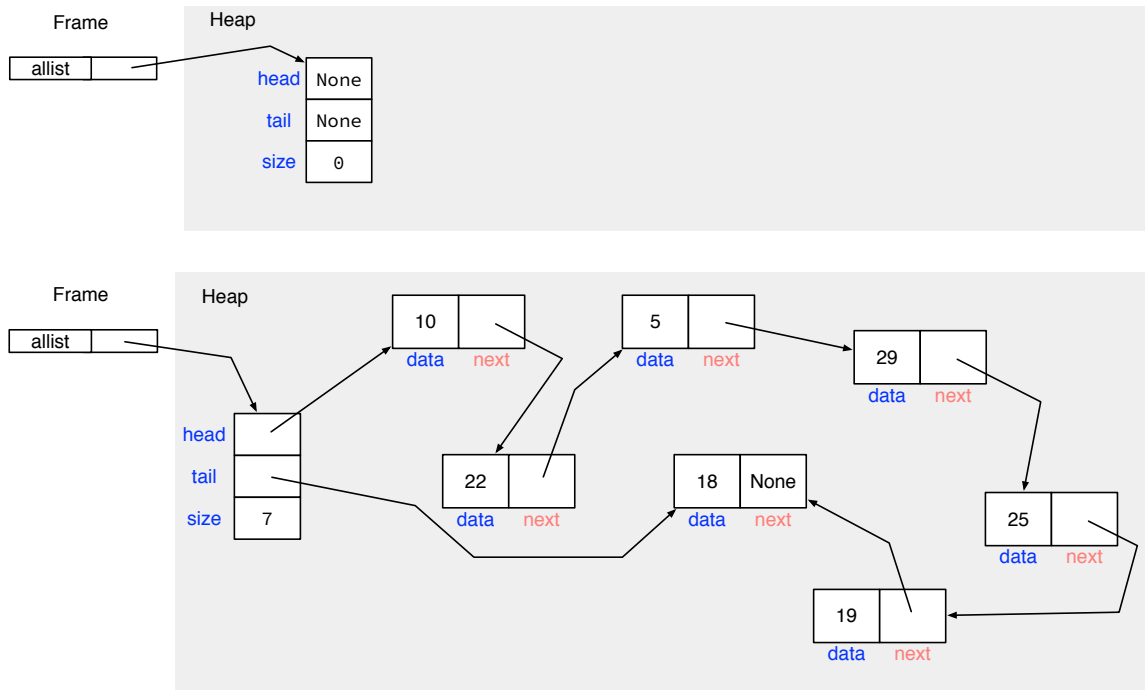 Frame
Heap
allist
head None
tail None
size 0
Frame
Heap
allist
10
data next
5
data next
29
data next
head
tail
size 7
22
data next
18 None
data next
25
data next
19
data next